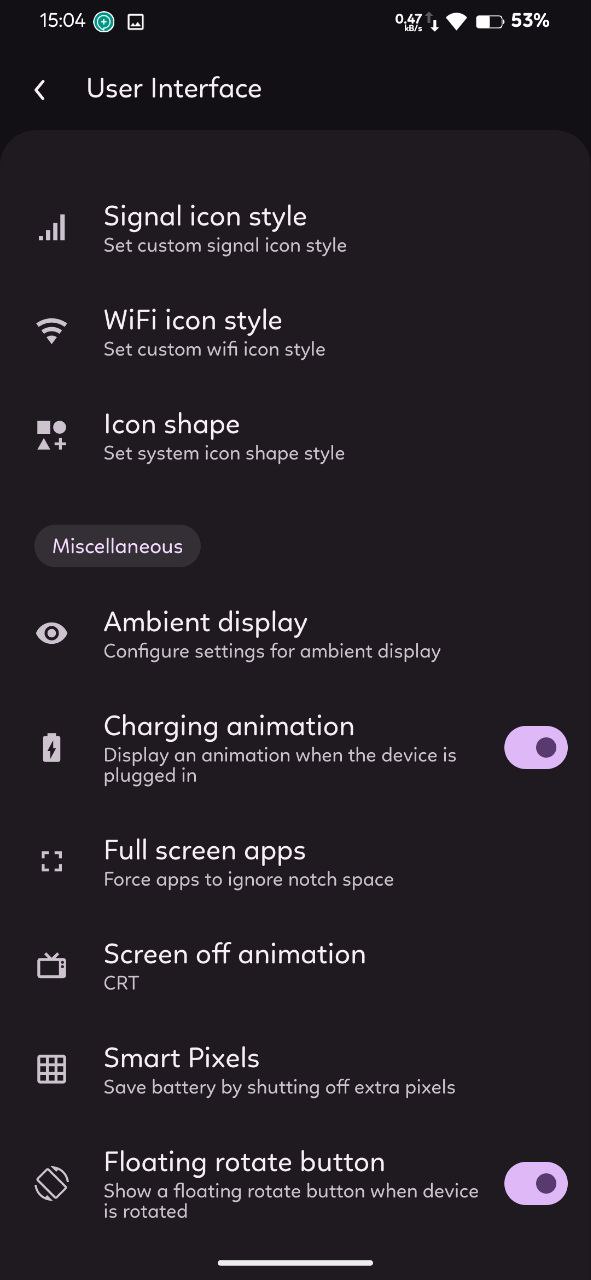 15:04
0.47 kB/s
53%
User Interface
Signal icon style
Set custom signal icon style
WiFi icon style
Set custom wifi icon style
Icon shape
Set system icon shape style
Miscellaneous
Ambient display
Configure settings for ambient display
Charging animation
Display an animation when the device is
plugged in
Full screen apps
Force apps to ignore notch space
Screen off animation
CRT
Smart Pixels
Save battery by shutting off extra pixels
Floating rotate button
Show a floating rotate button when device
is rotated